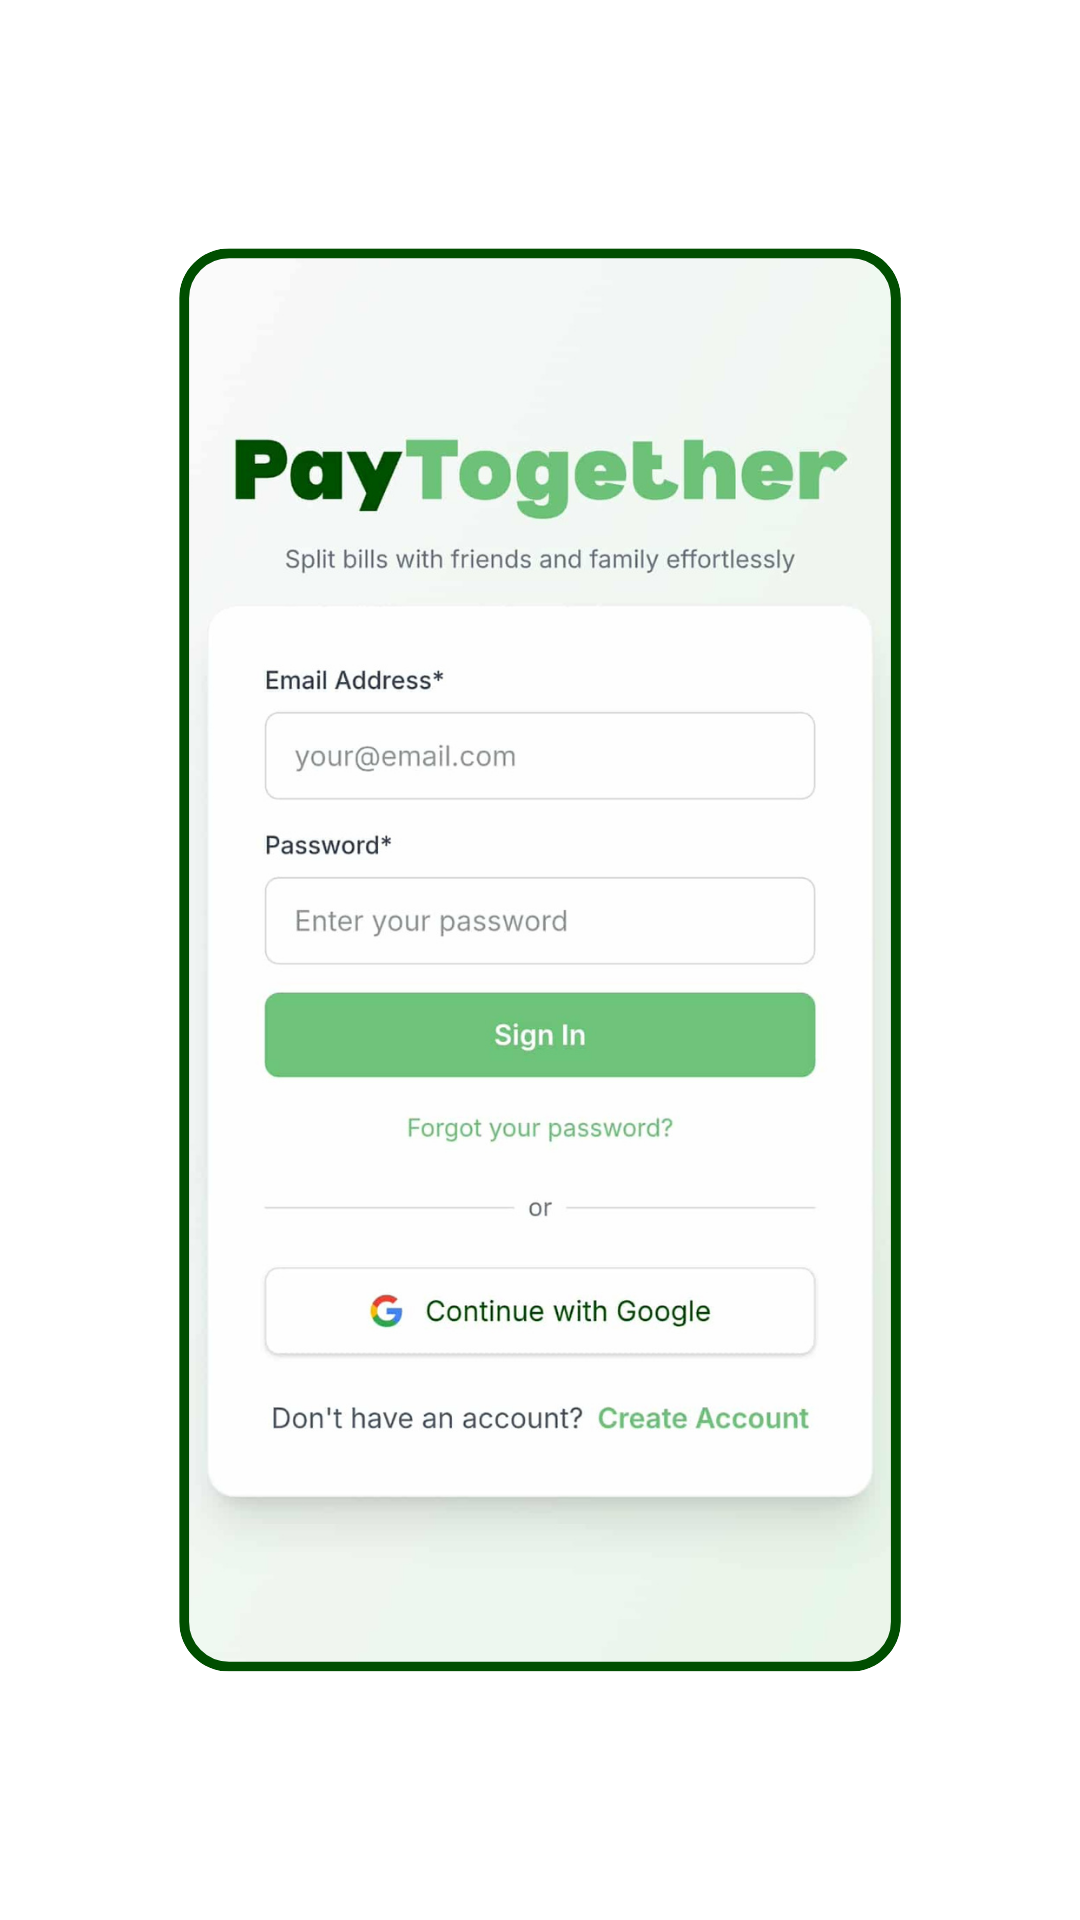 PayTogether
Split bills with friends and family effortlessly
Email Address*
your@email.com
Password*
Enter your password
Sign In
Forgot your password?
or
Continue with Google
Don't have an account? Create Account